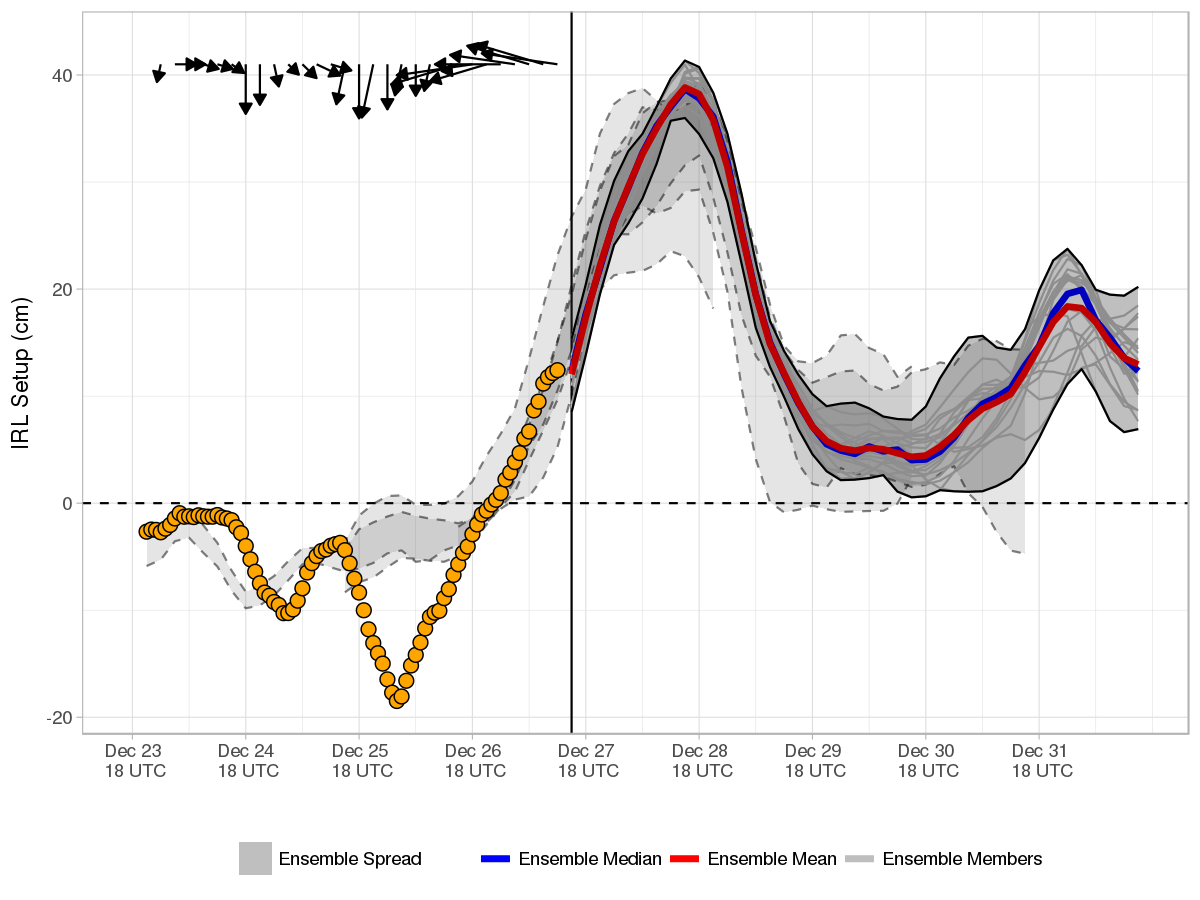 IRL Setup (cm)
40
20
0
-20
Dec 23 Dec 24 Dec 25 Dec 26 Dec 27 Dec 28 Dec 29 Dec 30 Dec 31
18 UTC 18 UTC 18 UTC 18 UTC 18 UTC 18 UTC 18 UTC 18 UTC 18 UTC
Ensemble Spread Ensemble Median Ensemble Mean Ensemble Members